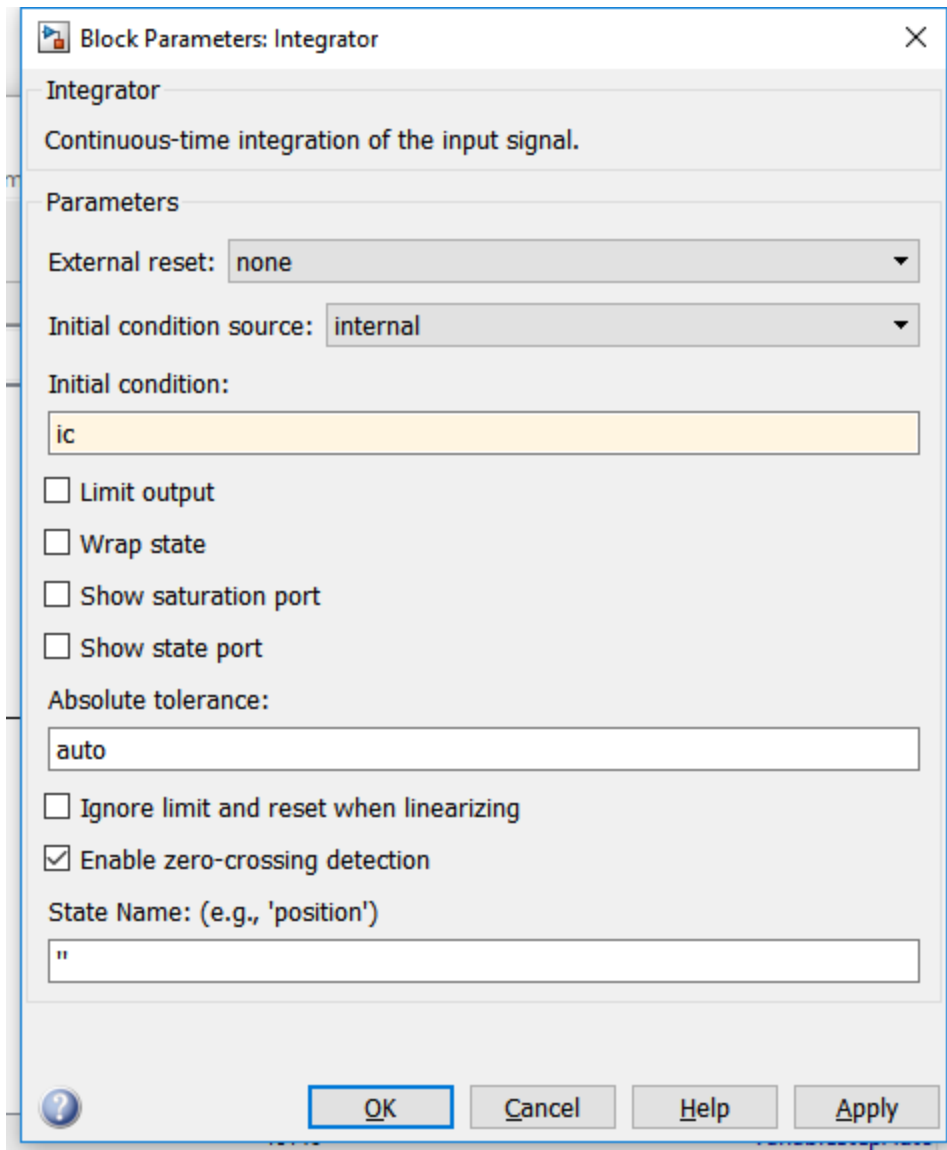 Block Parameters: Integrator
Integrator
Continuous-time integration of the input signal.
Parameters
External reset: none
Initial condition source: internal
Initial condition:
ic
Limit output
Wrap state
Show saturation port
Show state port
Absolute tolerance:
auto
Ignore limit and reset when linearizing
Enable zero-crossing detection
State Name: (e.g., 'position')
''
OK Cancel Help Apply